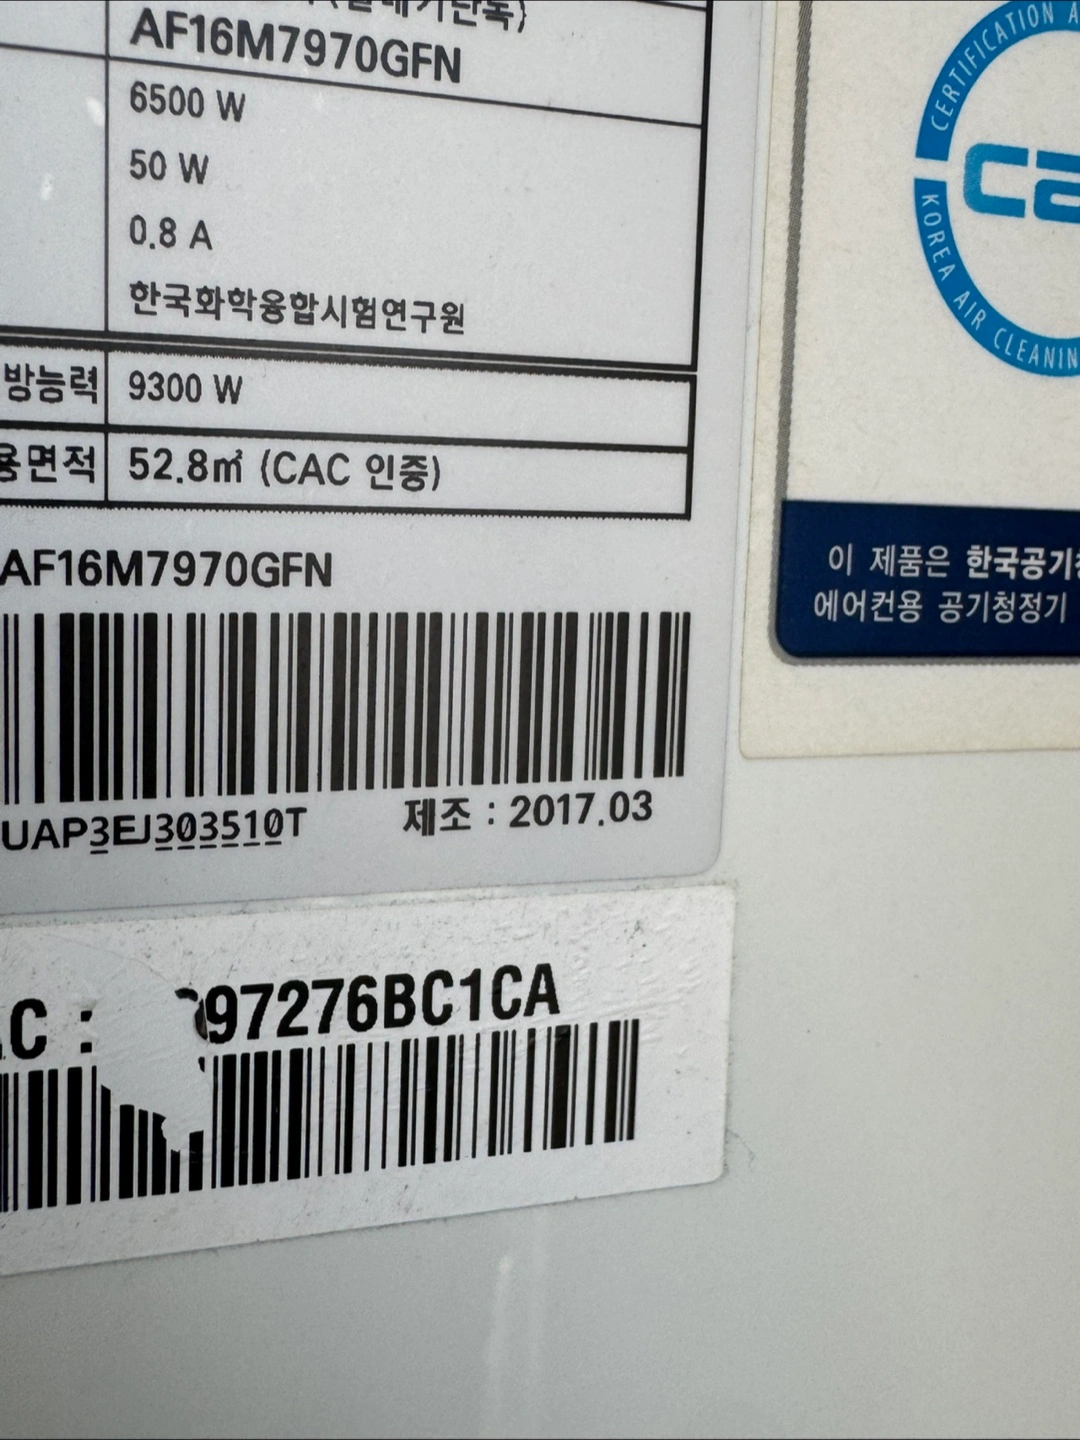 AF16M7970GFN
6500 W
50 W
0.8 A
한국화학융합시험연구원
방능력 9300 W
용면적 52.8㎡ (CAC 인증)
AF16M7970GFN
UAP3EJ303510T 제조 : 2017.03
C : 97276BC1CA
CERTIFICATION
ca
KOREA AIR CLEANIN
이 제품은 한국공기
에어컨용 공기청정기